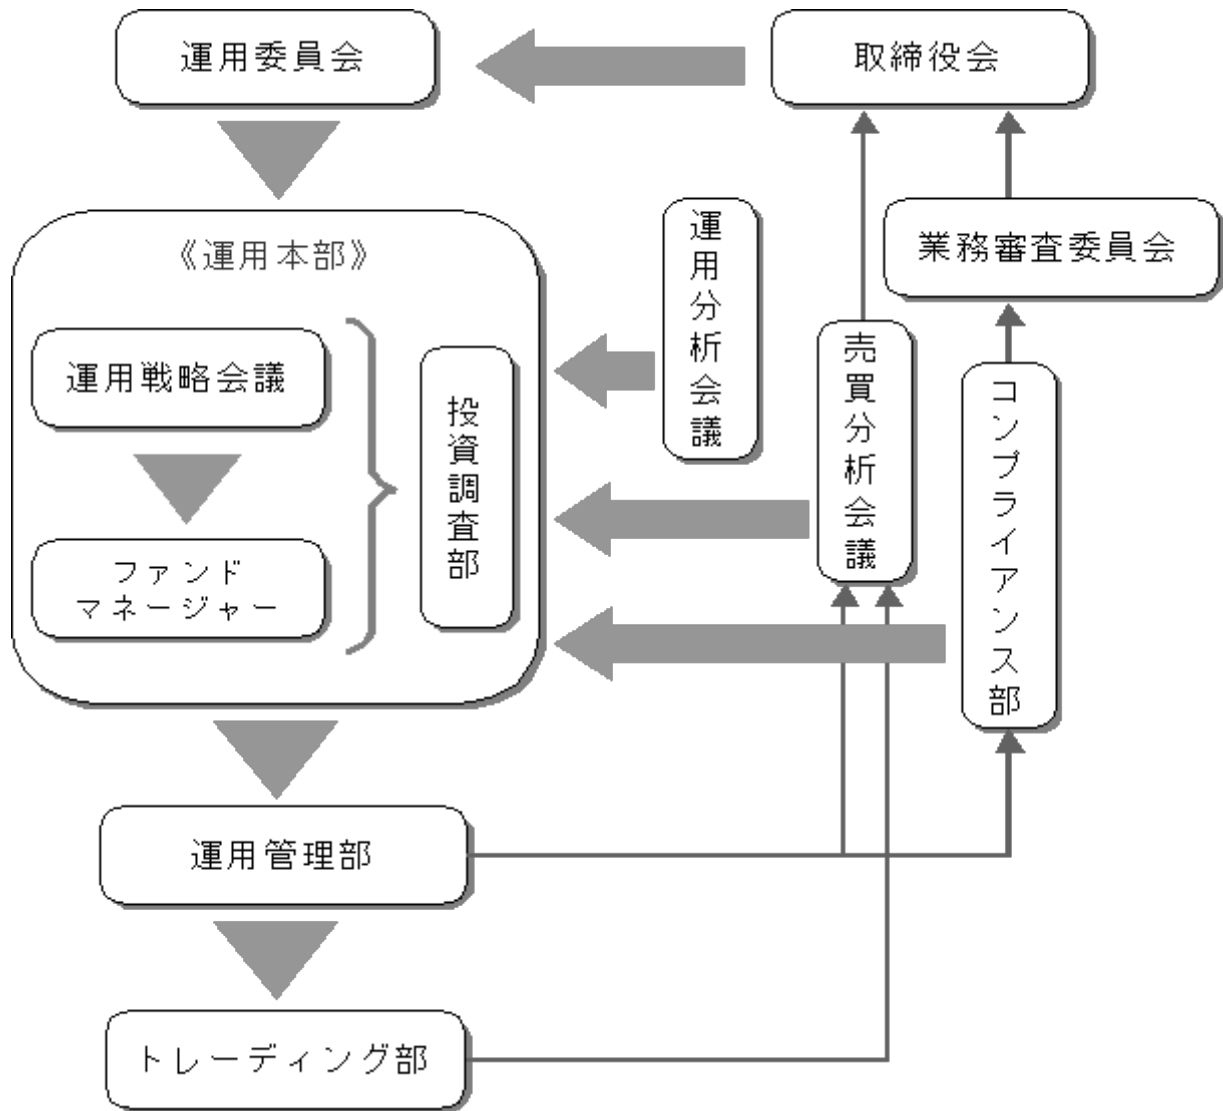 運用委員会
取締役会
《運用本部》
運用分析会議
業務審査委員会
運用戦略会議
投資調査部
売買分析会議
コンプライアンス部
ファンド
マネージャー
運用管理部
トレーディング部